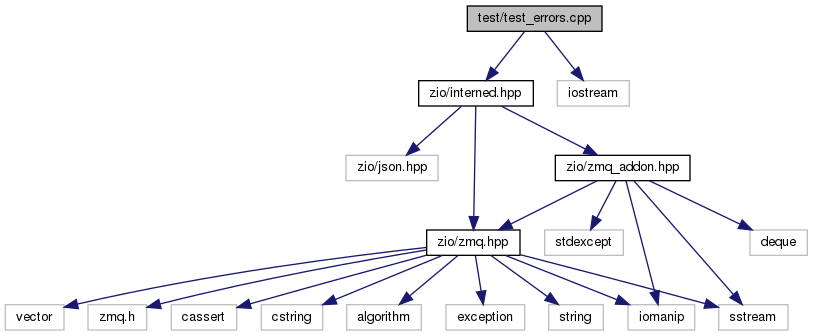 test/test_errors.cpp
zio/interned.hpp
iostream
zio/json.hpp
zio/zmq_addon.hpp
zio/zmq.hpp
stdexcept
deque
vector
zmq.h
cassert
cstring
algorithm
exception
string
iomanip
sstream